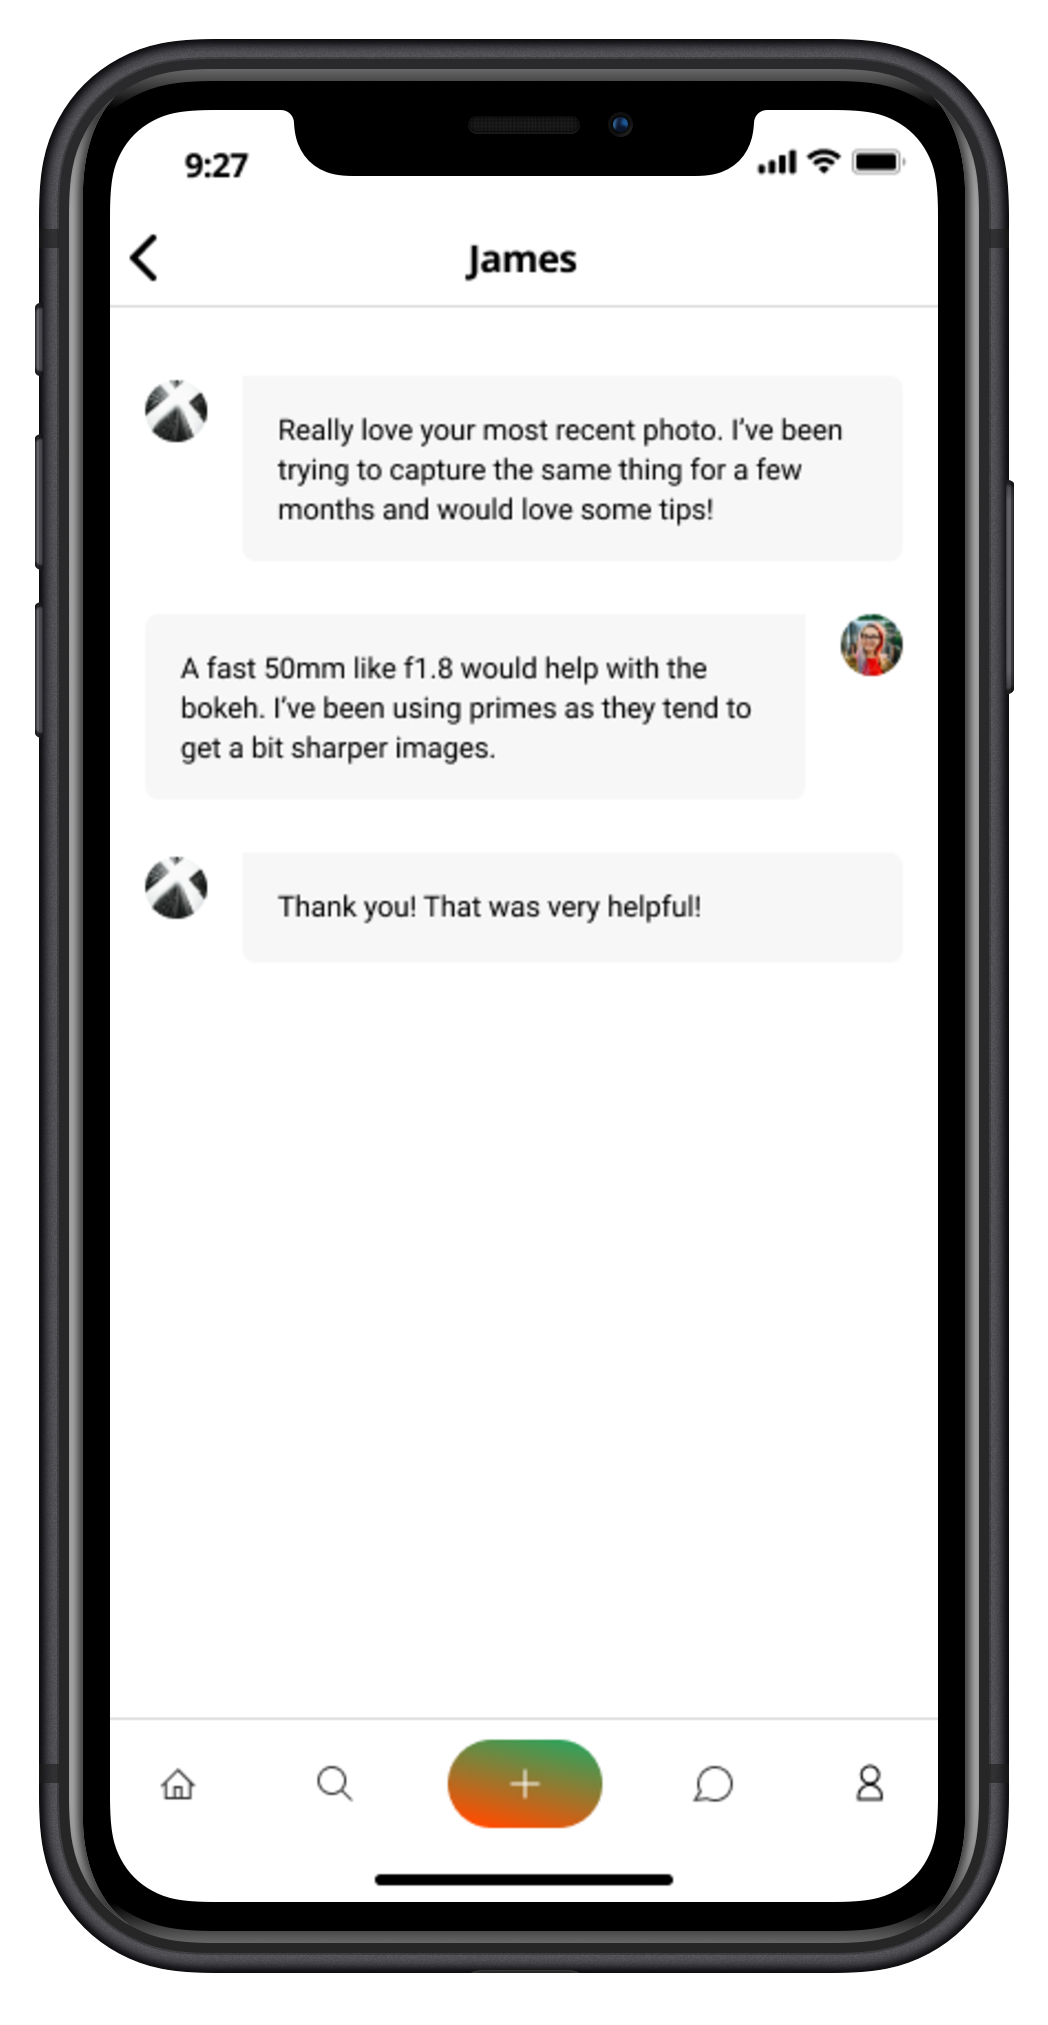 9:27
James
Really love your most recent photo. I’ve been
trying to capture the same thing for a few
months and would love some tips!
A fast 50mm like f1.8 would help with the
bokeh. I’ve been using primes as they tend to
get a bit sharper images.
Thank you! That was very helpful!